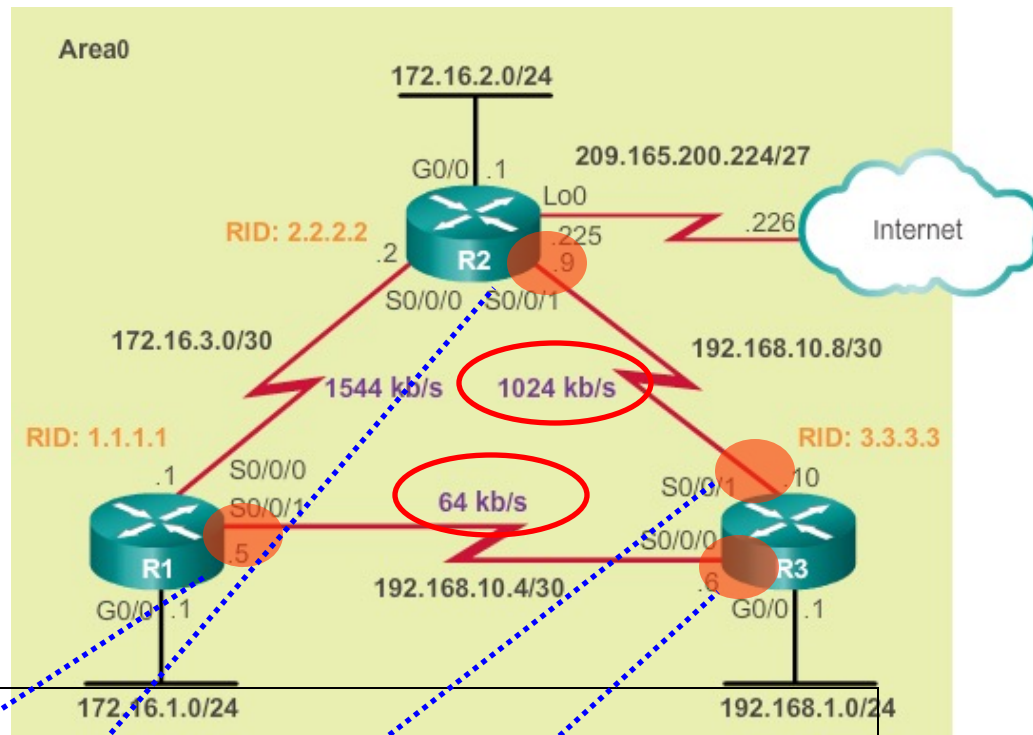 Area0
172.16.2.0/24
209.165.200.224/27
G0/0 .1
Lo0
.226
Internet
RID: 2.2.2.2
.225
.2
R2
.9
S0/0/0 S0/0/1
172.16.3.0/30
192.168.10.8/30
1544 kb/s
1024 kb/s
RID: 1.1.1.1
RID: 3.3.3.3
.1
S0/0/0
.10
S0/0/1
S0/0/1
64 kb/s
S0/0/0
.5
R1
R3
192.168.10.4/30
.6
G0/0 .1
G0/0 .1
172.16.1.0/24
192.168.1.0/24